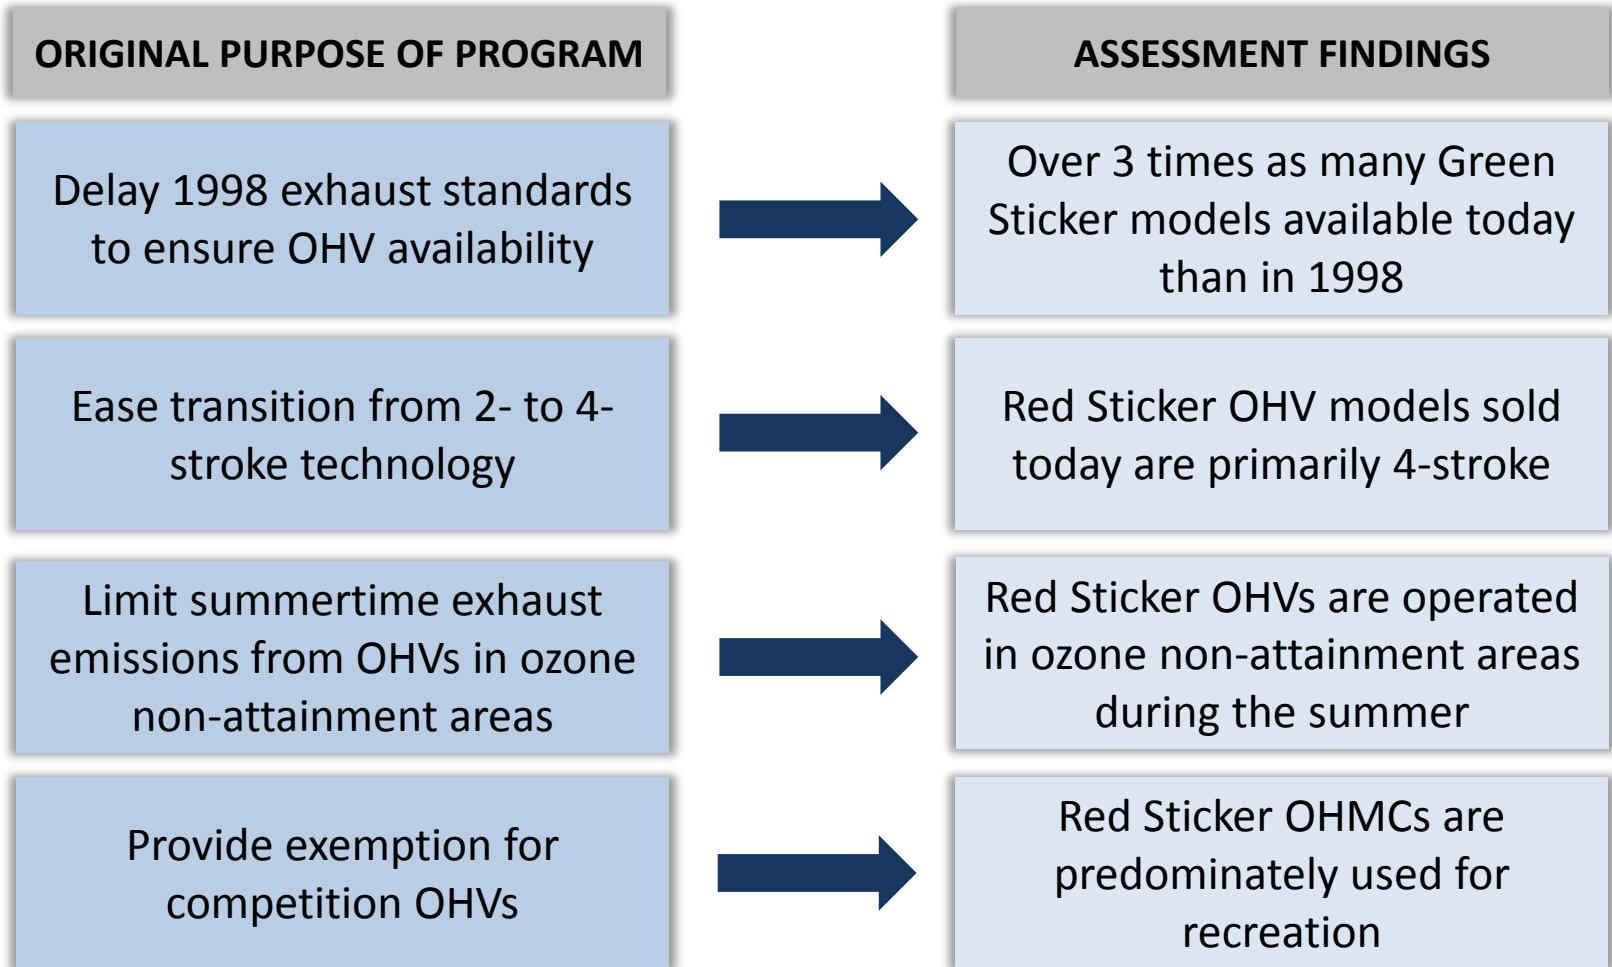 ORIGINAL PURPOSE OF PROGRAM
ASSESSMENT FINDINGS
Delay 1998 exhaust standards
to ensure OHV availability
Over 3 times as many Green
Sticker models available today
than in 1998
Ease transition from 2- to 4-
stroke technology
Red Sticker OHV models sold
today are primarily 4-stroke
Limit summertime exhaust
emissions from OHVs in ozone
non-attainment areas
Red Sticker OHVs are operated
in ozone non-attainment areas
during the summer
Provide exemption for
competition OHVs
Red Sticker OHMCs are
predominately used for
recreation